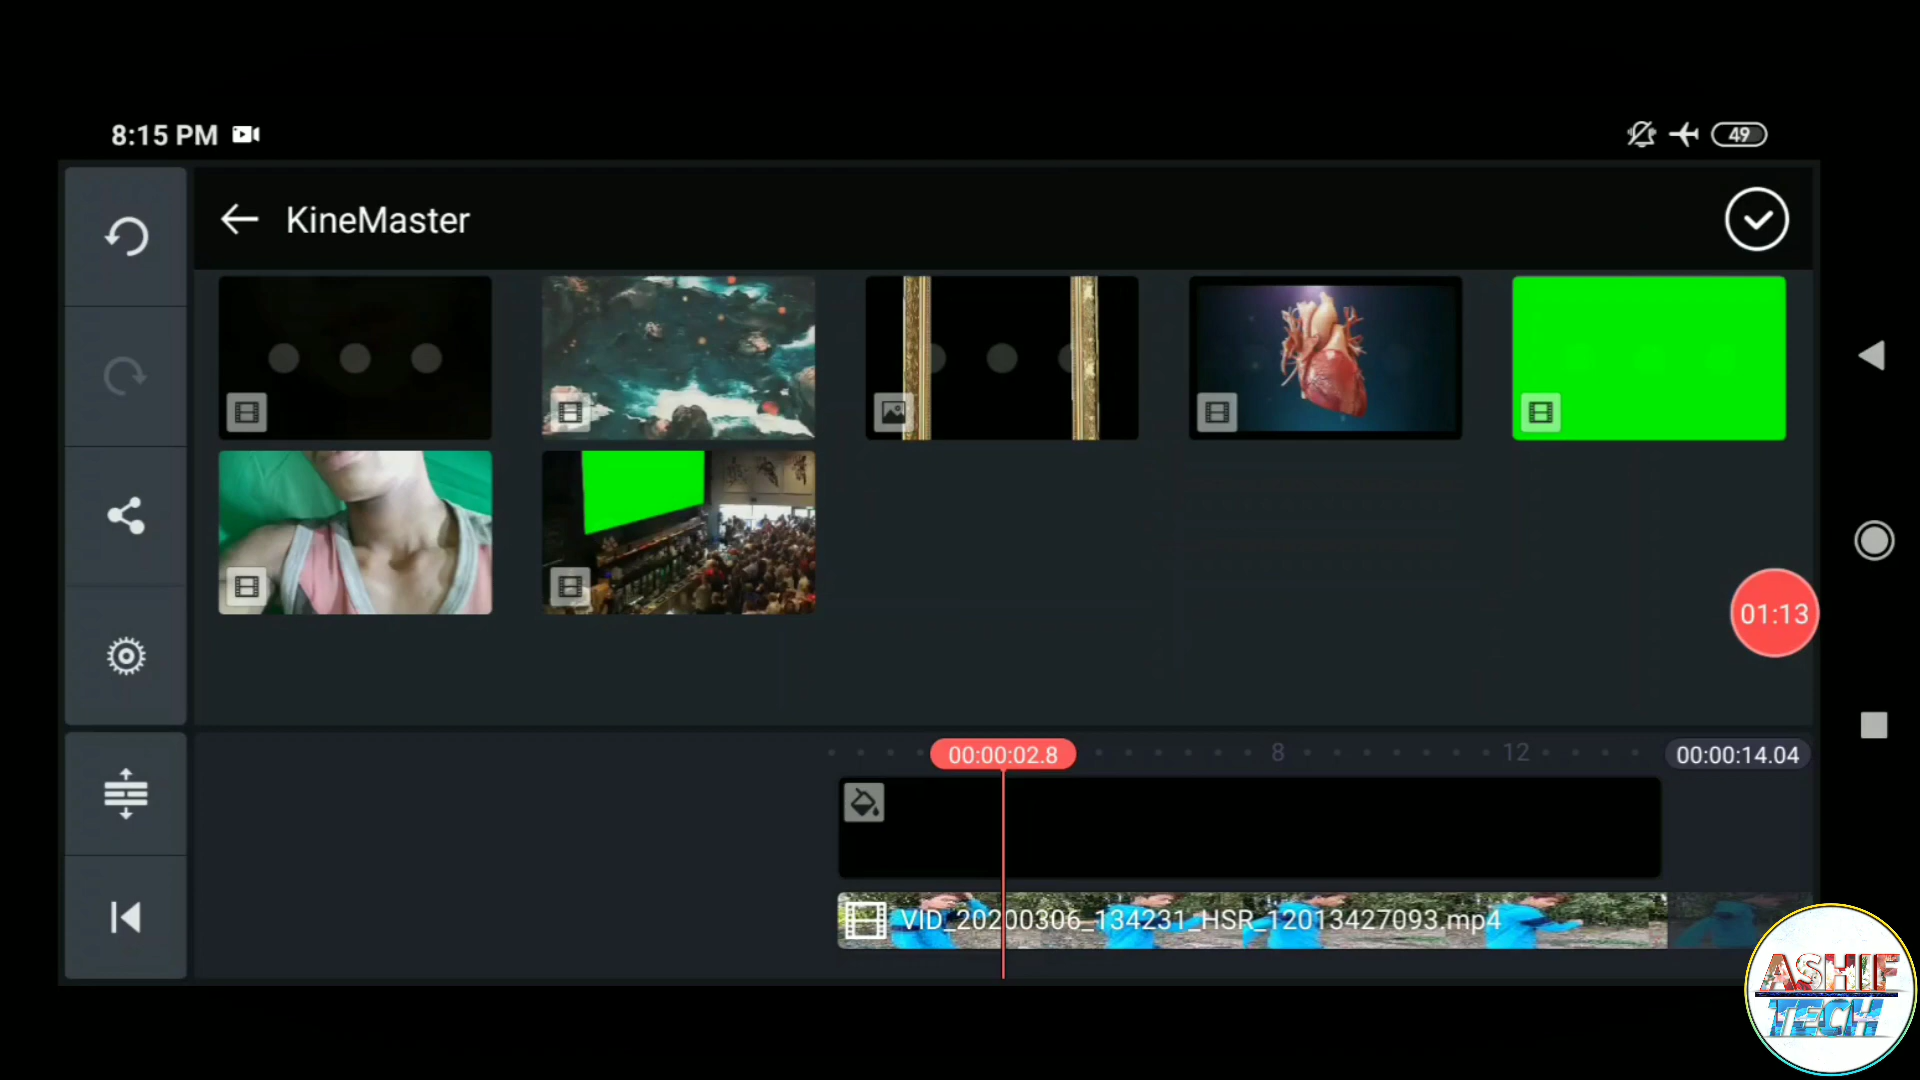 8:15 PM
49
KineMaster
01:13
00:00:02.8
8
12
00:00:14.04
VID_20200306_134231_HSR_12013427093.mp4
ASHIF
TECH